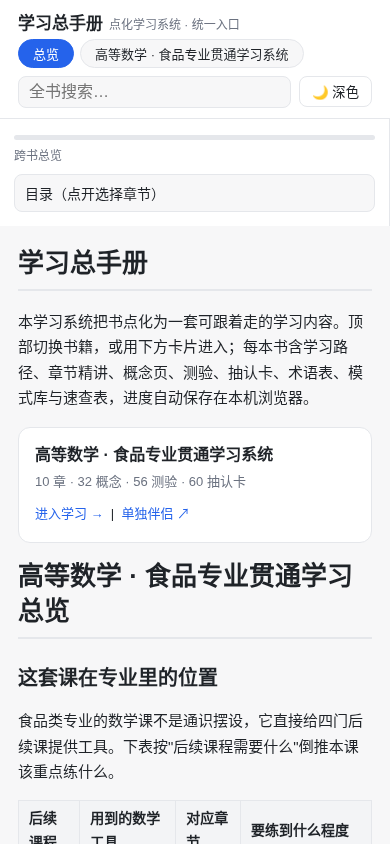 学习总手册 点化学习系统 · 统一入口
总览 高等数学 · 食品专业贯通学习系统
全书搜索… 🌙 深色
跨书总览
目录（点开选择章节）
学习总手册
本学习系统把书点化为一套可跟着走的学习内容。顶
部切换书籍，或用下方卡片进入；每本书含学习路
径、章节精讲、概念页、测验、抽认卡、术语表、模
式库与速查表，进度自动保存在本机浏览器。
高等数学 · 食品专业贯通学习系统
10 章 · 32 概念 · 56 测验 · 60 抽认卡
进入学习 → | 单独伴侣 ↗
高等数学 · 食品专业贯通学习
总览
这套课在专业里的位置
食品类专业的数学课不是通识摆设，它直接给四门后
续课提供工具。下表按"后续课程需要什么"倒推本课
该重点练什么。
后续 用到的数学 对应章 要练到什么程度
课程 工具 节